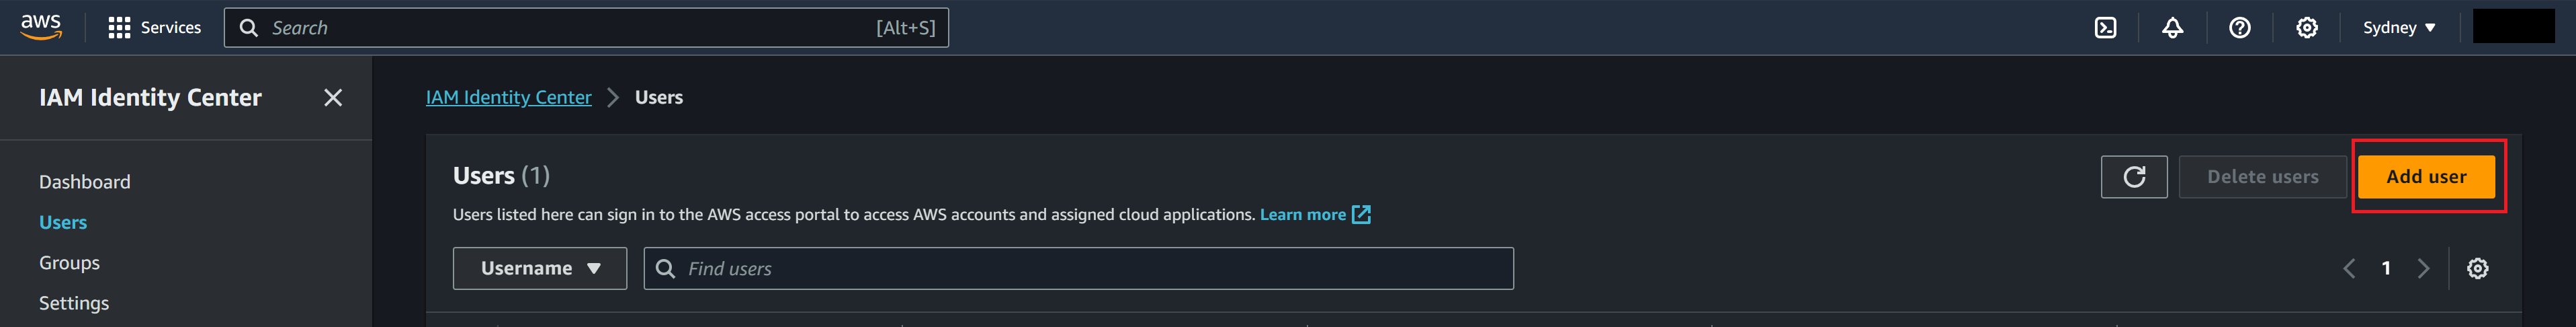 aws Services Search [Alt+S] Sydney
IAM Identity Center
IAM Identity Center Users
Dashboard
Users
Groups
Settings
Users (1)
Delete users
Add user
Users listed here can sign in to the AWS access portal to access AWS accounts and assigned cloud applications. Learn more
Username Find users 1